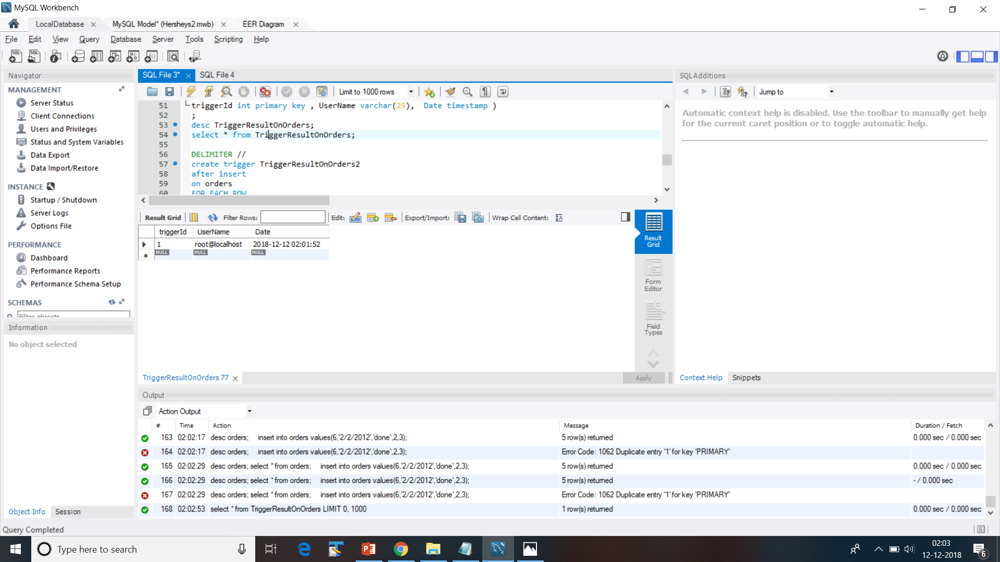 MySQL Workbench
LocalDatabase
MySQL Model* (Hersheys2.mwb)
EER Diagram
File Edit View Query Database Server Tools Scripting Help
Navigator
MANAGEMENT
Server Status
Client Connections
Users and Privileges
Status and System Variables
Data Export
Data Import/Restore
INSTANCE
Startup / Shutdown
Server Logs
Options File
PERFORMANCE
Dashboard
Performance Reports
Performance Schema Setup
SCHEMAS
Filter objects
Information
No object selected
Object Info Session
SQL File 3*
SQL File 4
Limit to 1000 rows
51 triggerId int primary key , UserName varchar(25), Date timestamp )
52 ;
53 desc TriggerResultOnOrders;
54 select * from TriggerResultOnOrders;
55
56 DELIMITER //
57 create trigger TriggerResultOnOrders2
58 after insert
59 on orders
60 FOR EACH ROW
Result Grid Filter Rows: Edit: Export/Import: Wrap Cell Content:
triggerId UserName Date
1 root@localhost 2018-12-12 02:01:52
NULL NULL NULL
Result
Grid
Form
Editor
Field
Types
TriggerResultOnOrders 77
Apply
SQLAdditions
Jump to
Automatic context help is disabled. Use the toolbar to manually get help
for the current caret position or to toggle automatic help.
Context Help Snippets
Output
Action Output
# Time Action Message Duration / Fetch
163 02:02:17 desc orders; insert into orders values(6,'2/2/2012','done',2,3); 5 row(s) returned 0.000 sec / 0.000 sec
164 02:02:17 desc orders; insert into orders values(6,'2/2/2012','done',2,3); Error Code: 1062 Duplicate entry '1' for key 'PRIMARY'
165 02:02:29 desc orders; select * from orders; insert into orders values(6,'2/2/2012','done',2,3); 5 row(s) returned 0.000 sec / 0.000 sec
166 02:02:29 desc orders; select * from orders; insert into orders values(6,'2/2/2012','done',2,3); 5 row(s) returned - / 0.000 sec
167 02:02:29 desc orders; select * from orders; insert into orders values(6,'2/2/2012','done',2,3); Error Code: 1062 Duplicate entry '1' for key 'PRIMARY'
168 02:02:53 select * from TriggerResultOnOrders LIMIT 0, 1000 1 row(s) returned 0.000 sec / 0.000 sec
Query Completed
Type here to search
02:03
12-12-2018
6